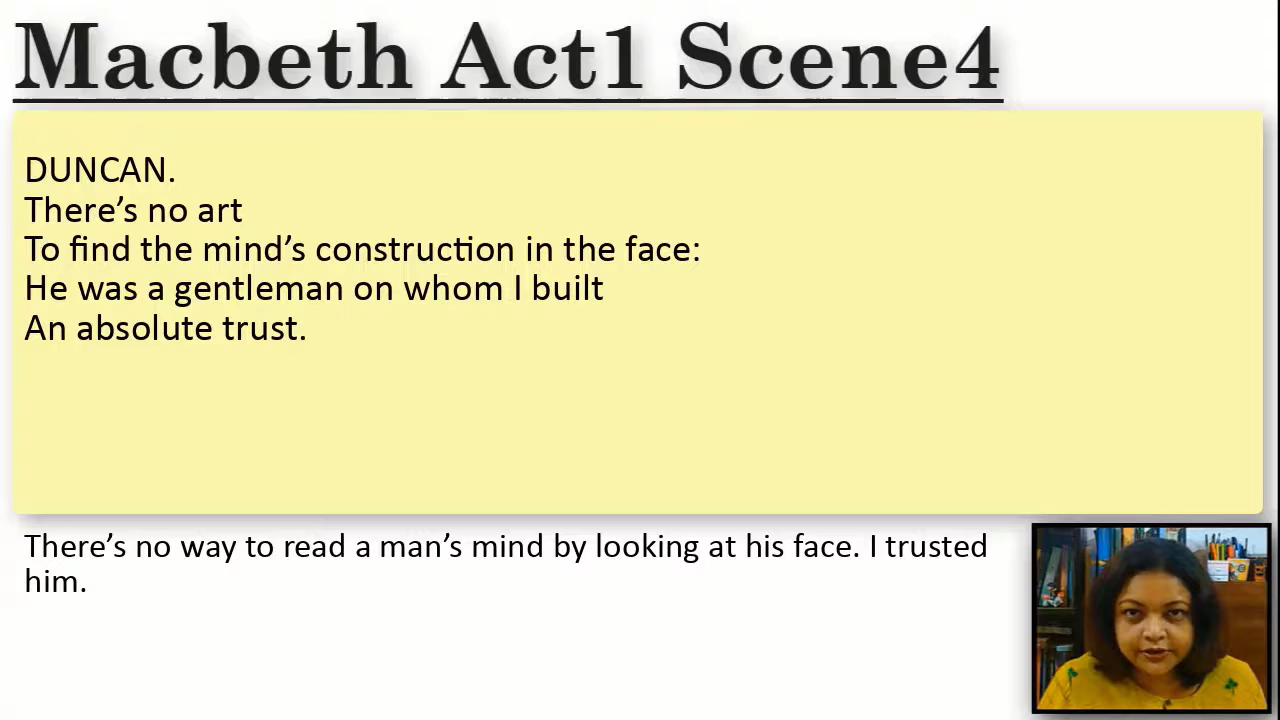 Macbeth Act1 Scene4
DUNCAN.
There’s no art
To find the mind’s construction in the face:
He was a gentleman on whom I built
An absolute trust.
There’s no way to read a man’s mind by looking at his face. I trusted
him.